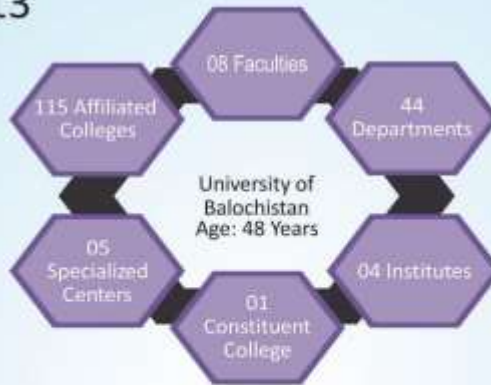 08 Faculties
115 Affiliated
Colleges
44
Departments
University of
Balochistan
Age: 48 Years
05
Specialized
Centers
04 Institutes
01
Constituent
College